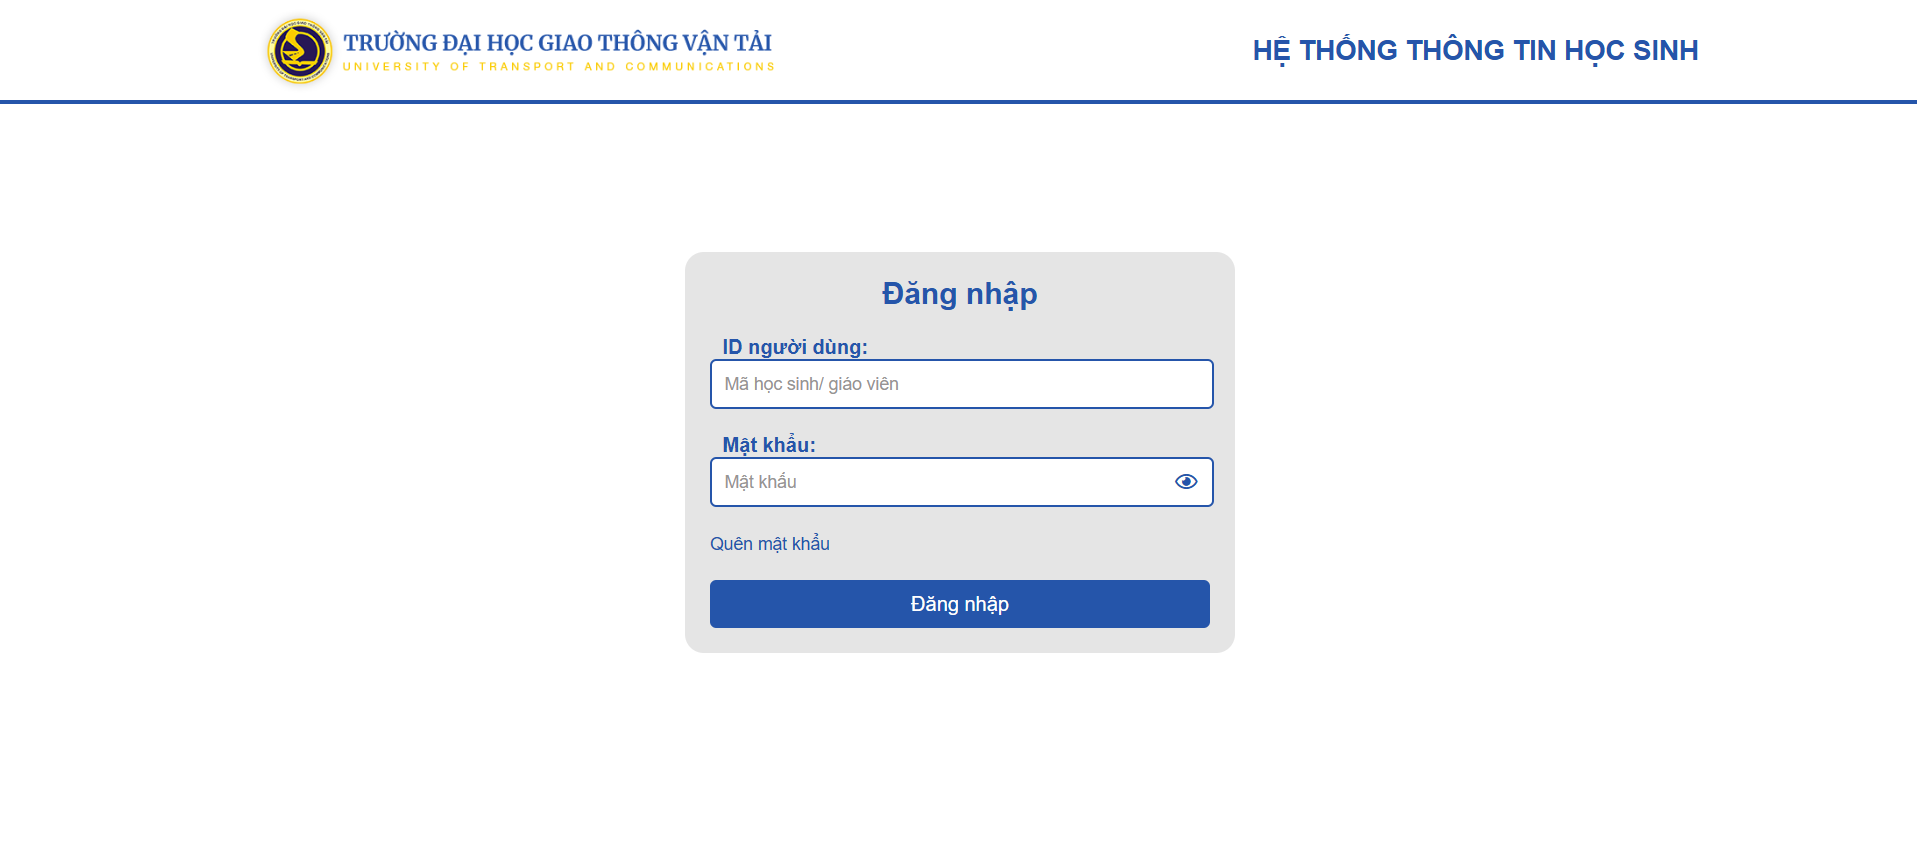 TRƯỜNG ĐẠI HỌC GIAO THÔNG VẬN TẢI
UNIVERSITY OF TRANSPORT AND COMMUNICATIONS
HỆ THỐNG THÔNG TIN HỌC SINH
Đăng nhập
ID người dùng:
Mã học sinh/ giáo viên
Mật khẩu:
Mật khẩu
Quên mật khẩu
Đăng nhập